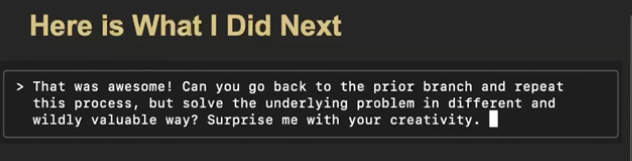 Here is What I Did Next
> That was awesome! Can you go back to the prior branch and repeat
this process, but solve the underlying problem in different and
wildly valuable way? Surprise me with your creativity.